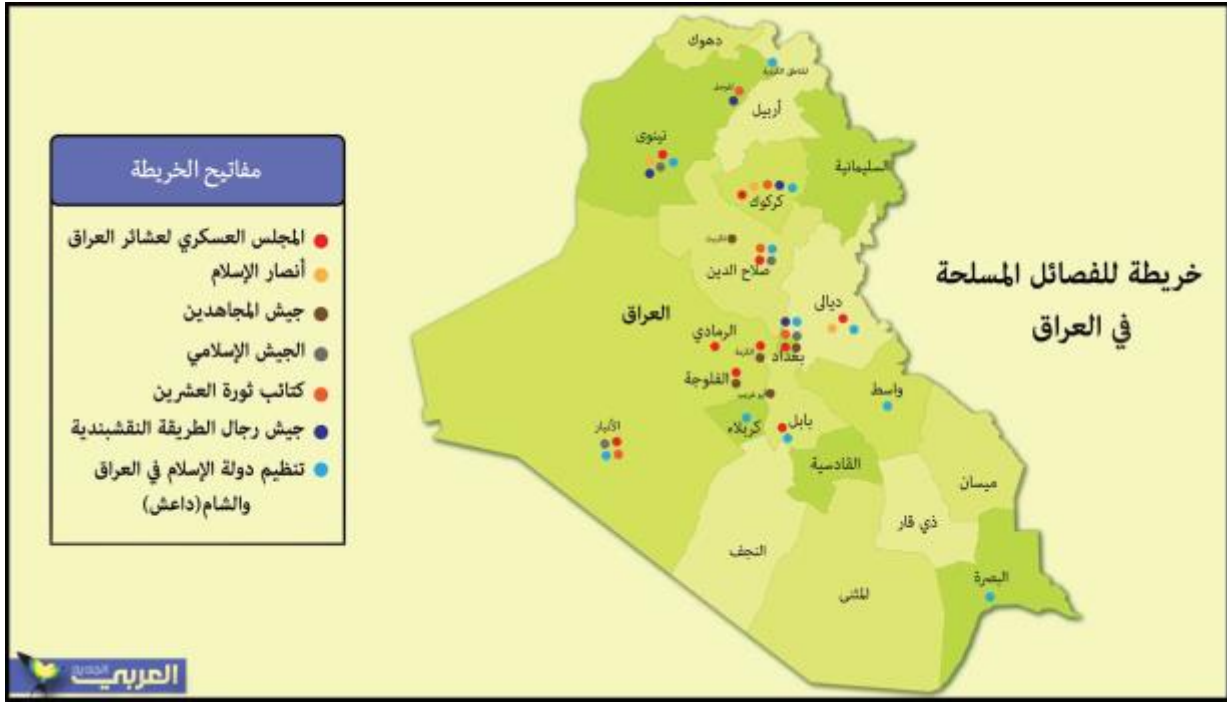 خريطة للفصائل المسلحة
في العراق
مفاتيح الخريطة
المجلس العسكري لعشائر العراق
أنصار الإسلام
جيش المجاهدين
الجيش الإسلامي
كتائب ثورة العشرين
جيش رجال الطريقة النقشبندية
تنظيم دولة الإسلام في العراق
والشام(داعش)
دهوك
أربيل
نينوى
السليمانية
كركوك
صلاح الدين
ديالى
العراق
الرمادي
بغداد
الفلوجة
أبو غريب
واسط
كربلاء
بابل
الأنبار
القادسية
ميسان
ذي قار
النجف
البصرة
المثنى
العربي الجديد